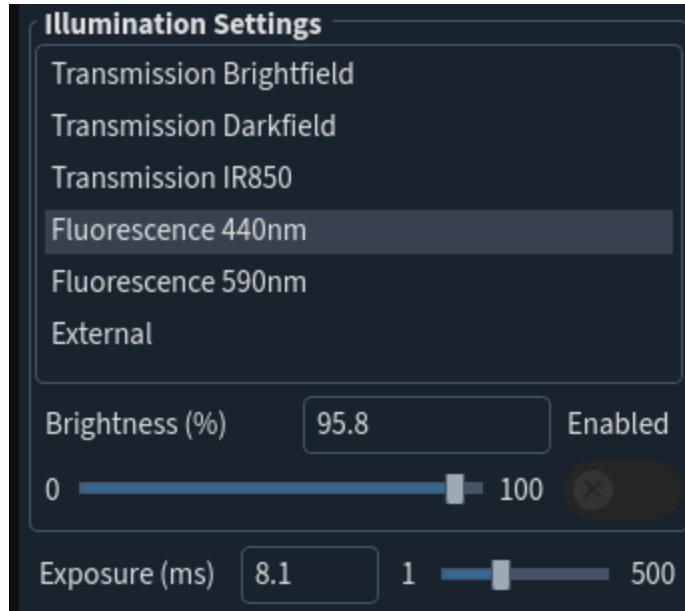 Illumination Settings
Transmission Brightfield
Transmission Darkfield
Transmission IR850
Fluorescence 440nm
Fluorescence 590nm
External
Brightness (%) 95.8 Enabled
0 100
Exposure (ms) 8.1 1 500